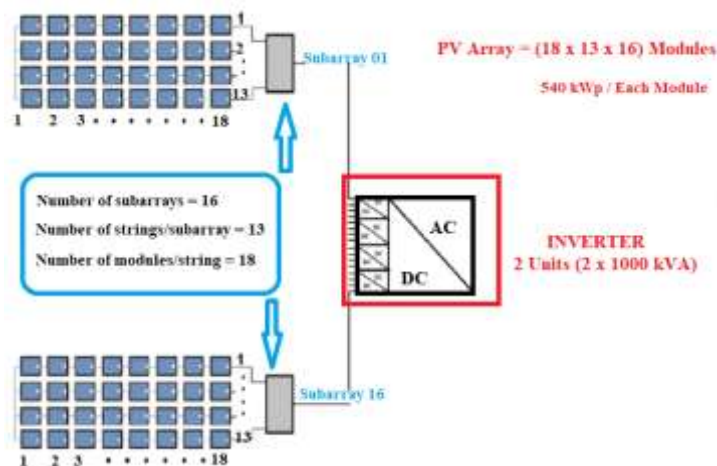 1
2
13
1 2 3 18
Subarray 01
PV Array = (18 x 13 x 16) Modules
540 kWp / Each Module
Number of subarrays = 16
Number of strings/subarray = 13
Number of modules/string = 18
AC
DC
INVERTER
2 Units (2 x 1000 kVA)
1
13
1 2 3 18
Subarray 16